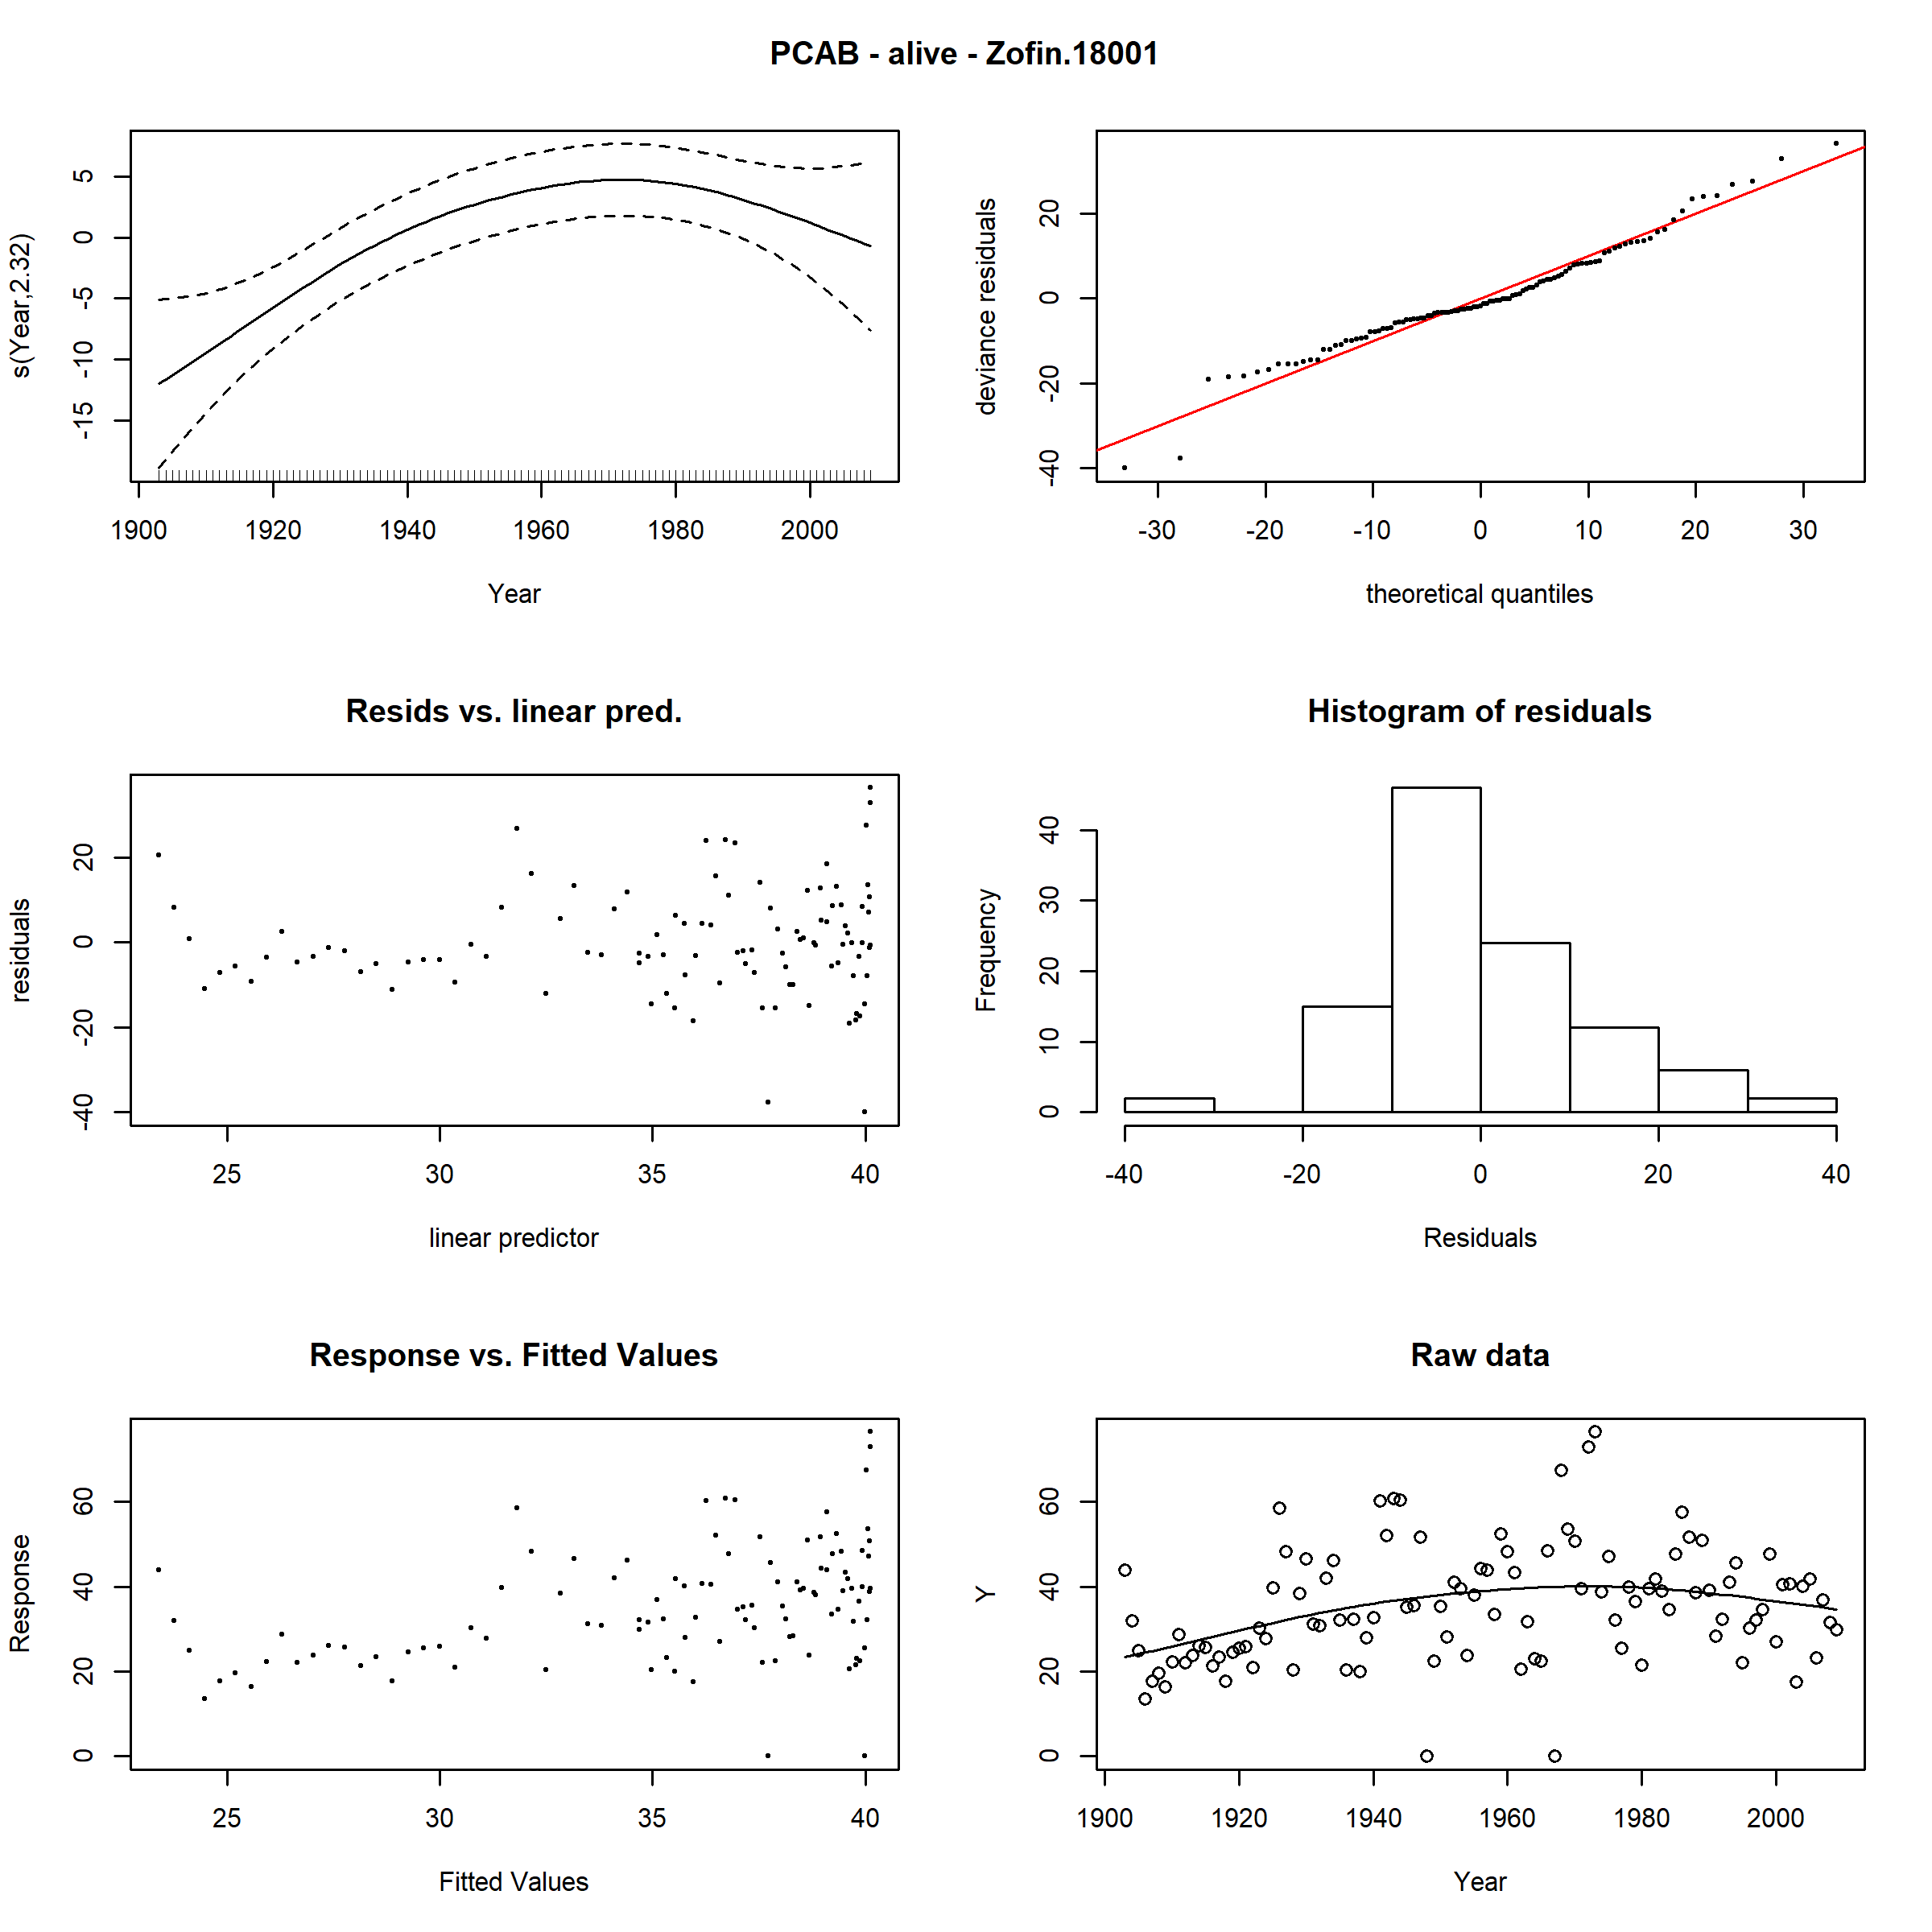 PCAB - alive - Zofin.18001
s(Year,2.32)
5
0
-5
-10
-15
1900 1920 1940 1960 1980 2000
Year
deviance residuals
20
0
-20
-40
-30 -20 -10 0 10 20 30
theoretical quantiles
Resids vs. linear pred.
residuals
20
0
-20
-40
25 30 35 40
linear predictor
Histogram of residuals
Frequency
40
30
20
10
0
-40 -20 0 20 40
Residuals
Response vs. Fitted Values
Response
60
40
20
0
25 30 35 40
Fitted Values
Raw data
Y
60
40
20
0
1900 1920 1940 1960 1980 2000
Year